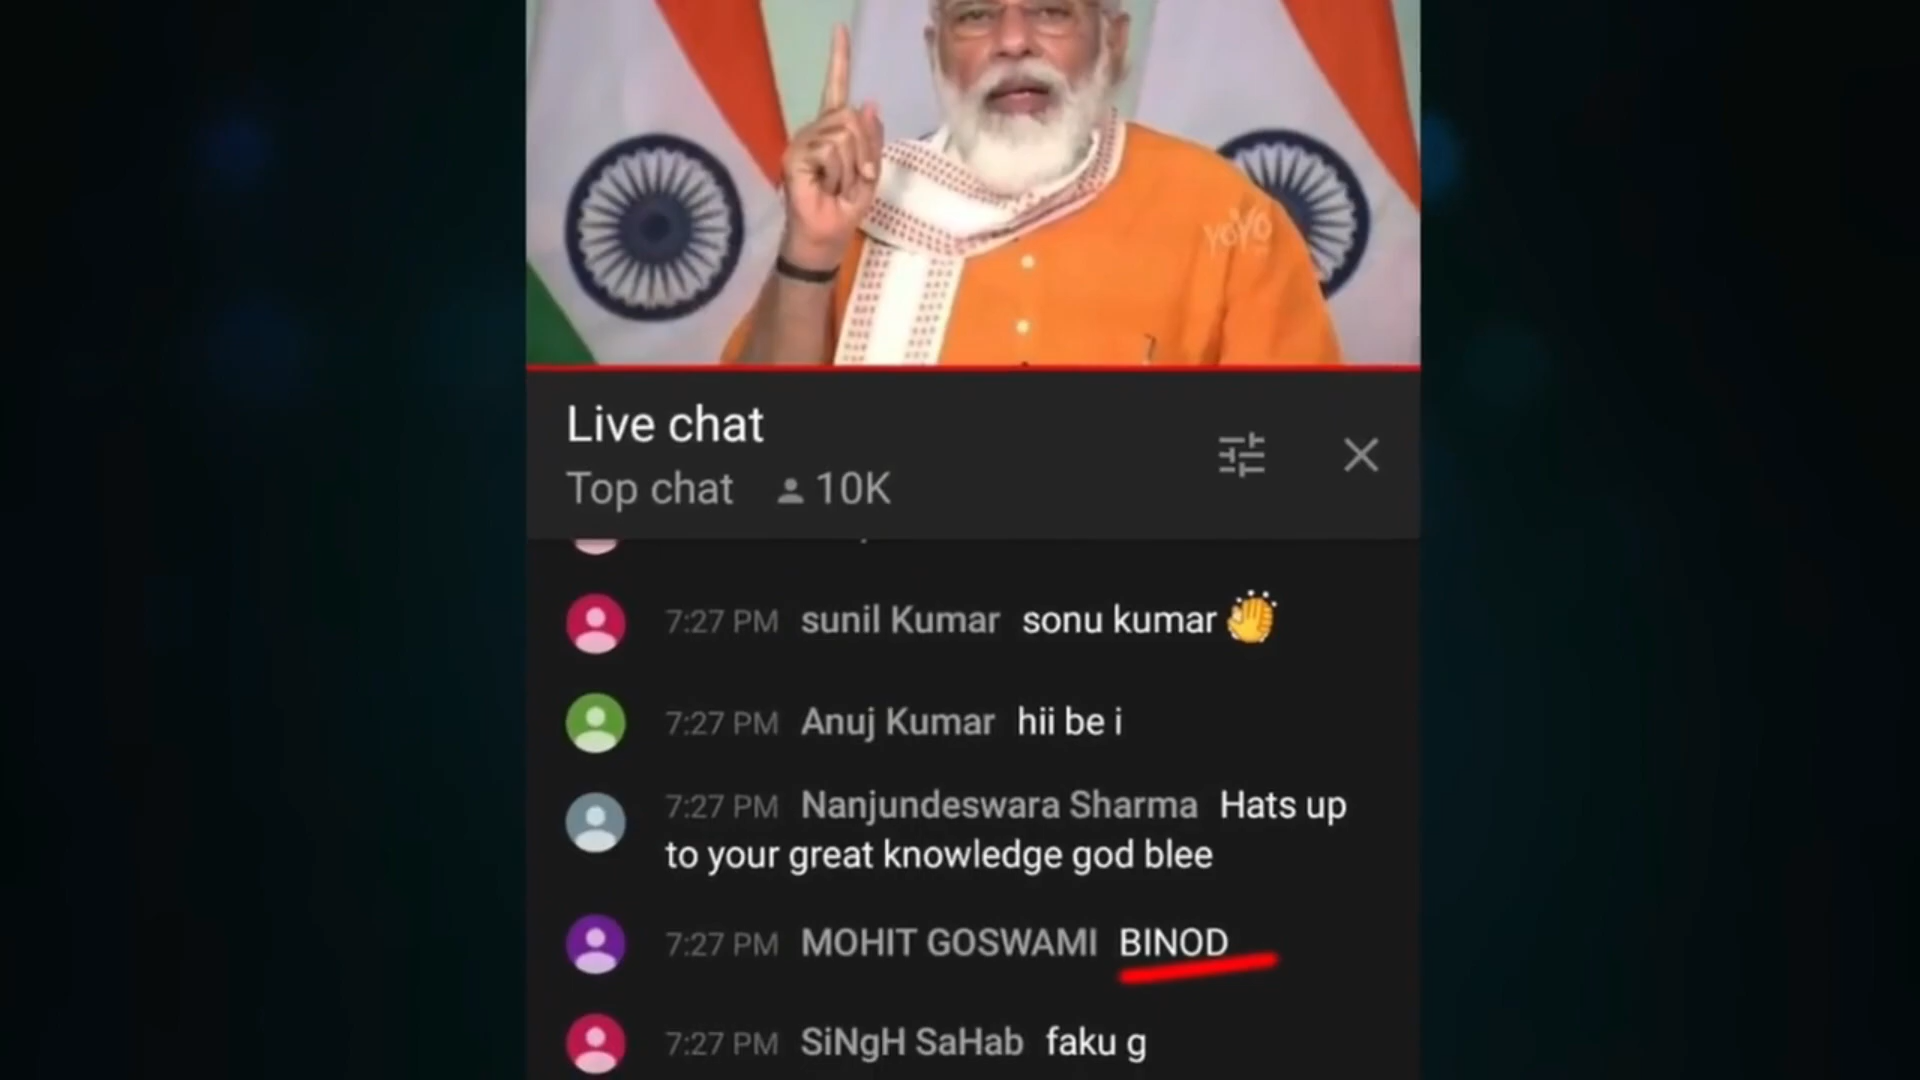 YOYO
Live chat
Top chat 10K
7:27 PM sunil Kumar sonu kumar
7:27 PM Anuj Kumar hii be i
7:27 PM Nanjundeswara Sharma Hats up
to your great knowledge god blee
7:27 PM MOHIT GOSWAMI BINOD
7:27 PM SiNgH SaHab faku g